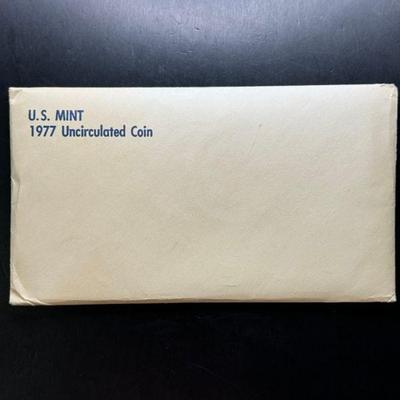 U.S. MINT
1977 Uncirculated Coin